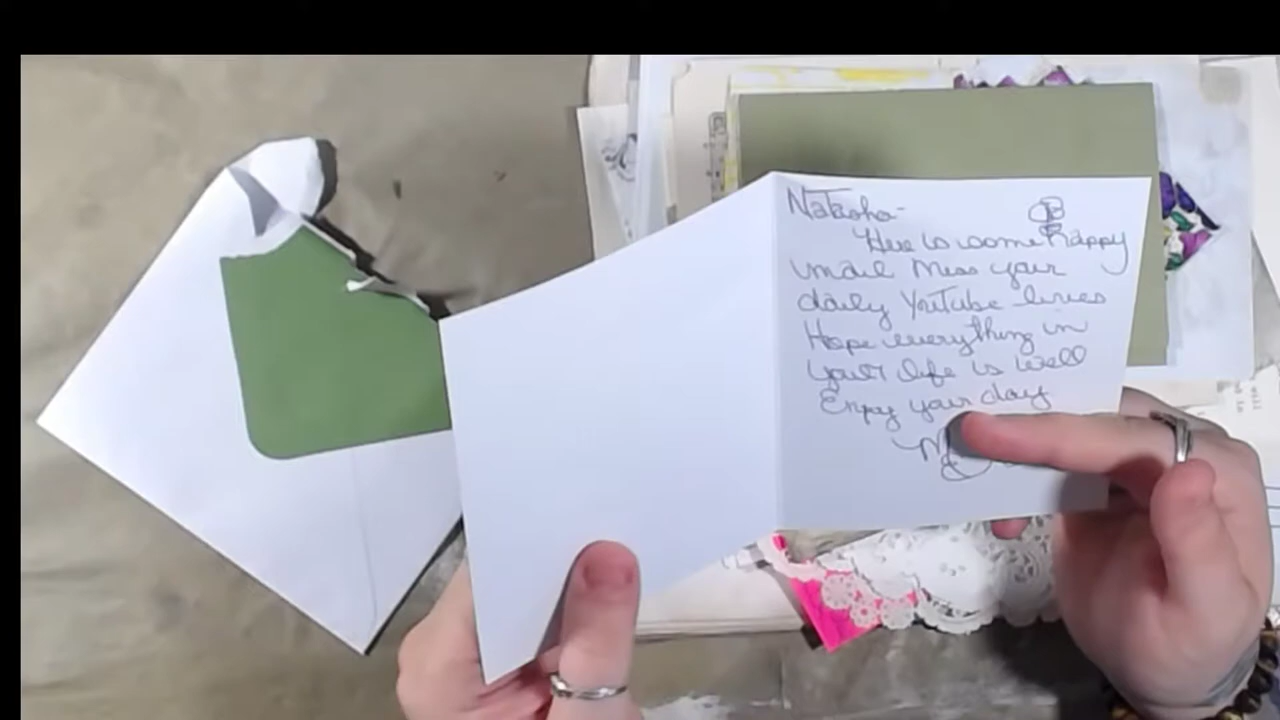 Natasha-
Here is some happy
mail Miss your
daily YouTube lives
Hope everything in
your life is well
Enjoy your day